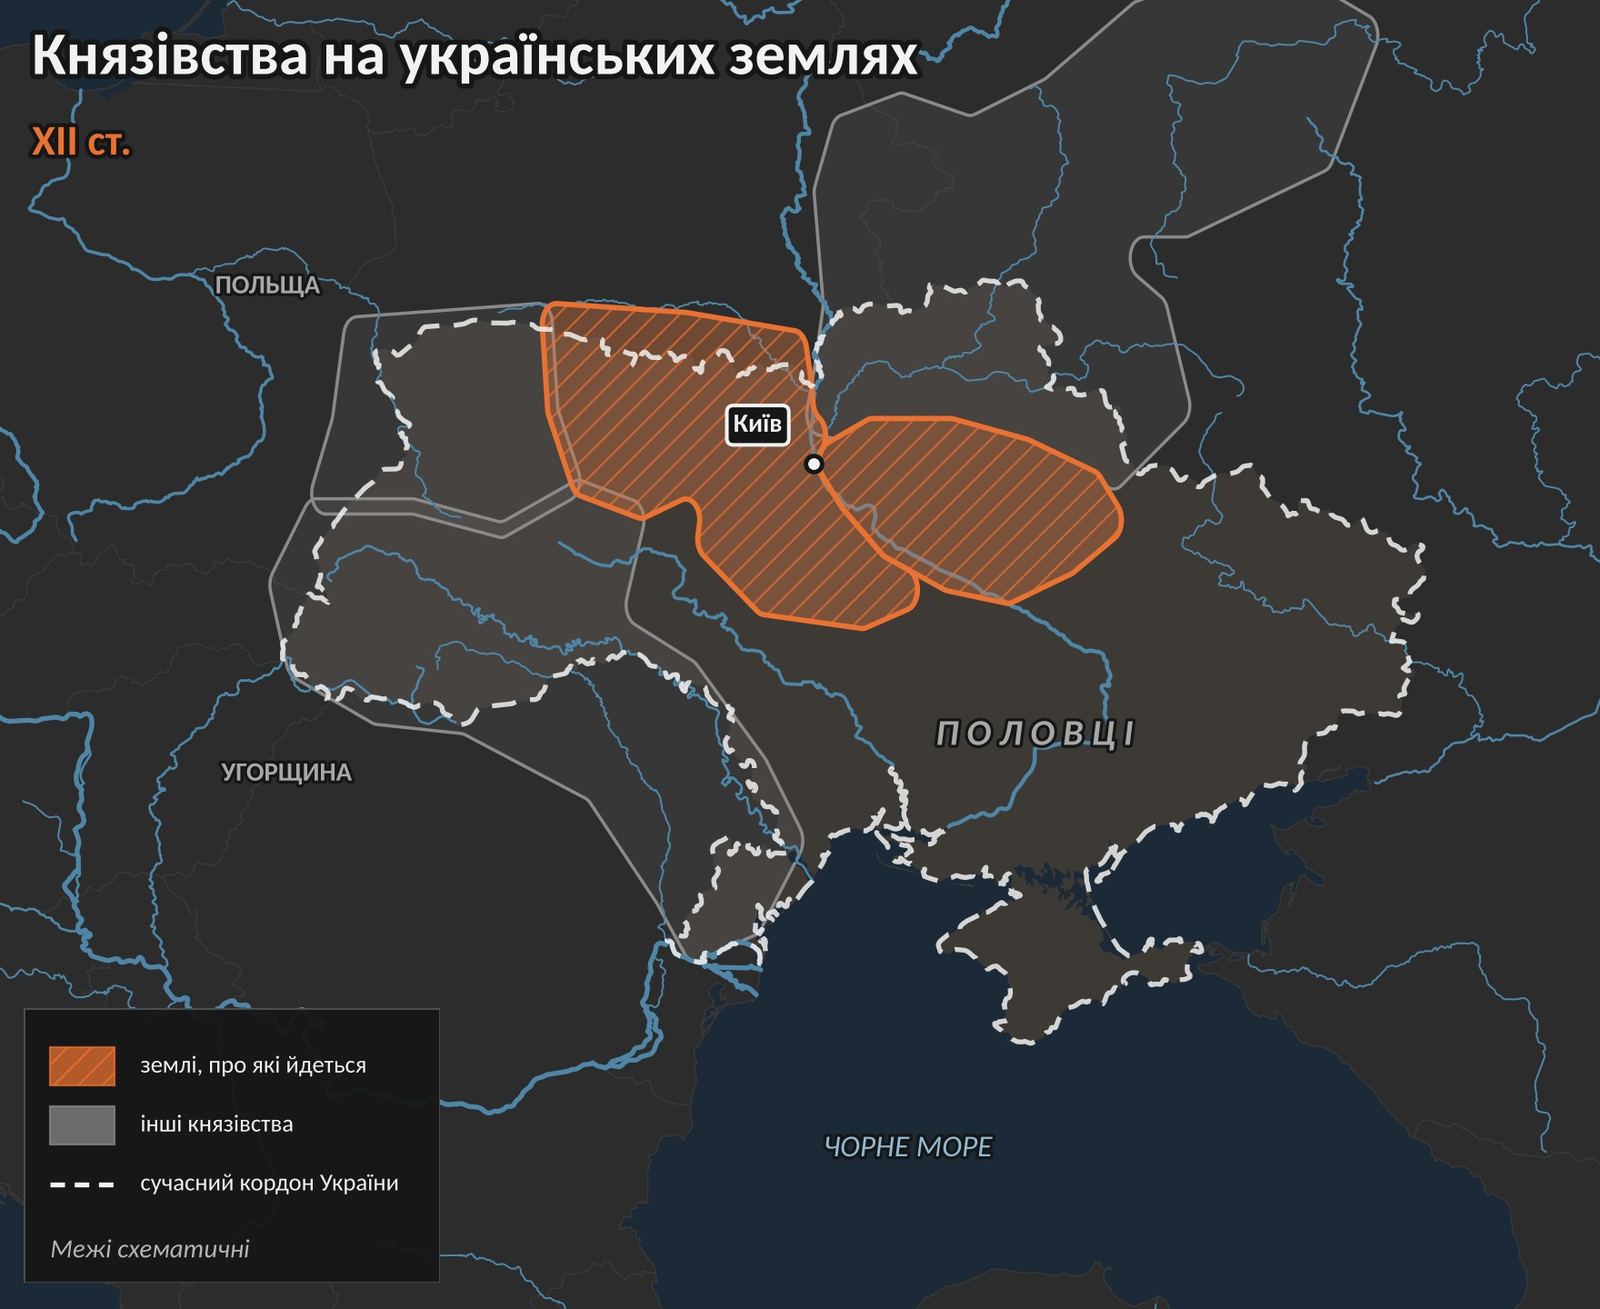 Князівства на українських землях
XII ст.
ПОЛЬЩА
Київ
ПОЛОВЦІ
УГОРЩИНА
ЧОРНЕ МОРЕ
землі, про які йдеться
інші князівства
сучасний кордон України
Межі схематичні